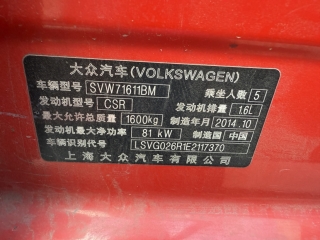 大众汽车(VOLKSWAGEN)
车辆型号 SVW71611BM 乘坐人数 5
发动机型号 CSR 发动机排量 1.6L
最大允许总质量 1600kg 制造年月 2014.10
发动机最大净功率 81 kW 制造国 中国
车辆识别代号 LSVG026R1E2117370
上海大众汽车有限公司